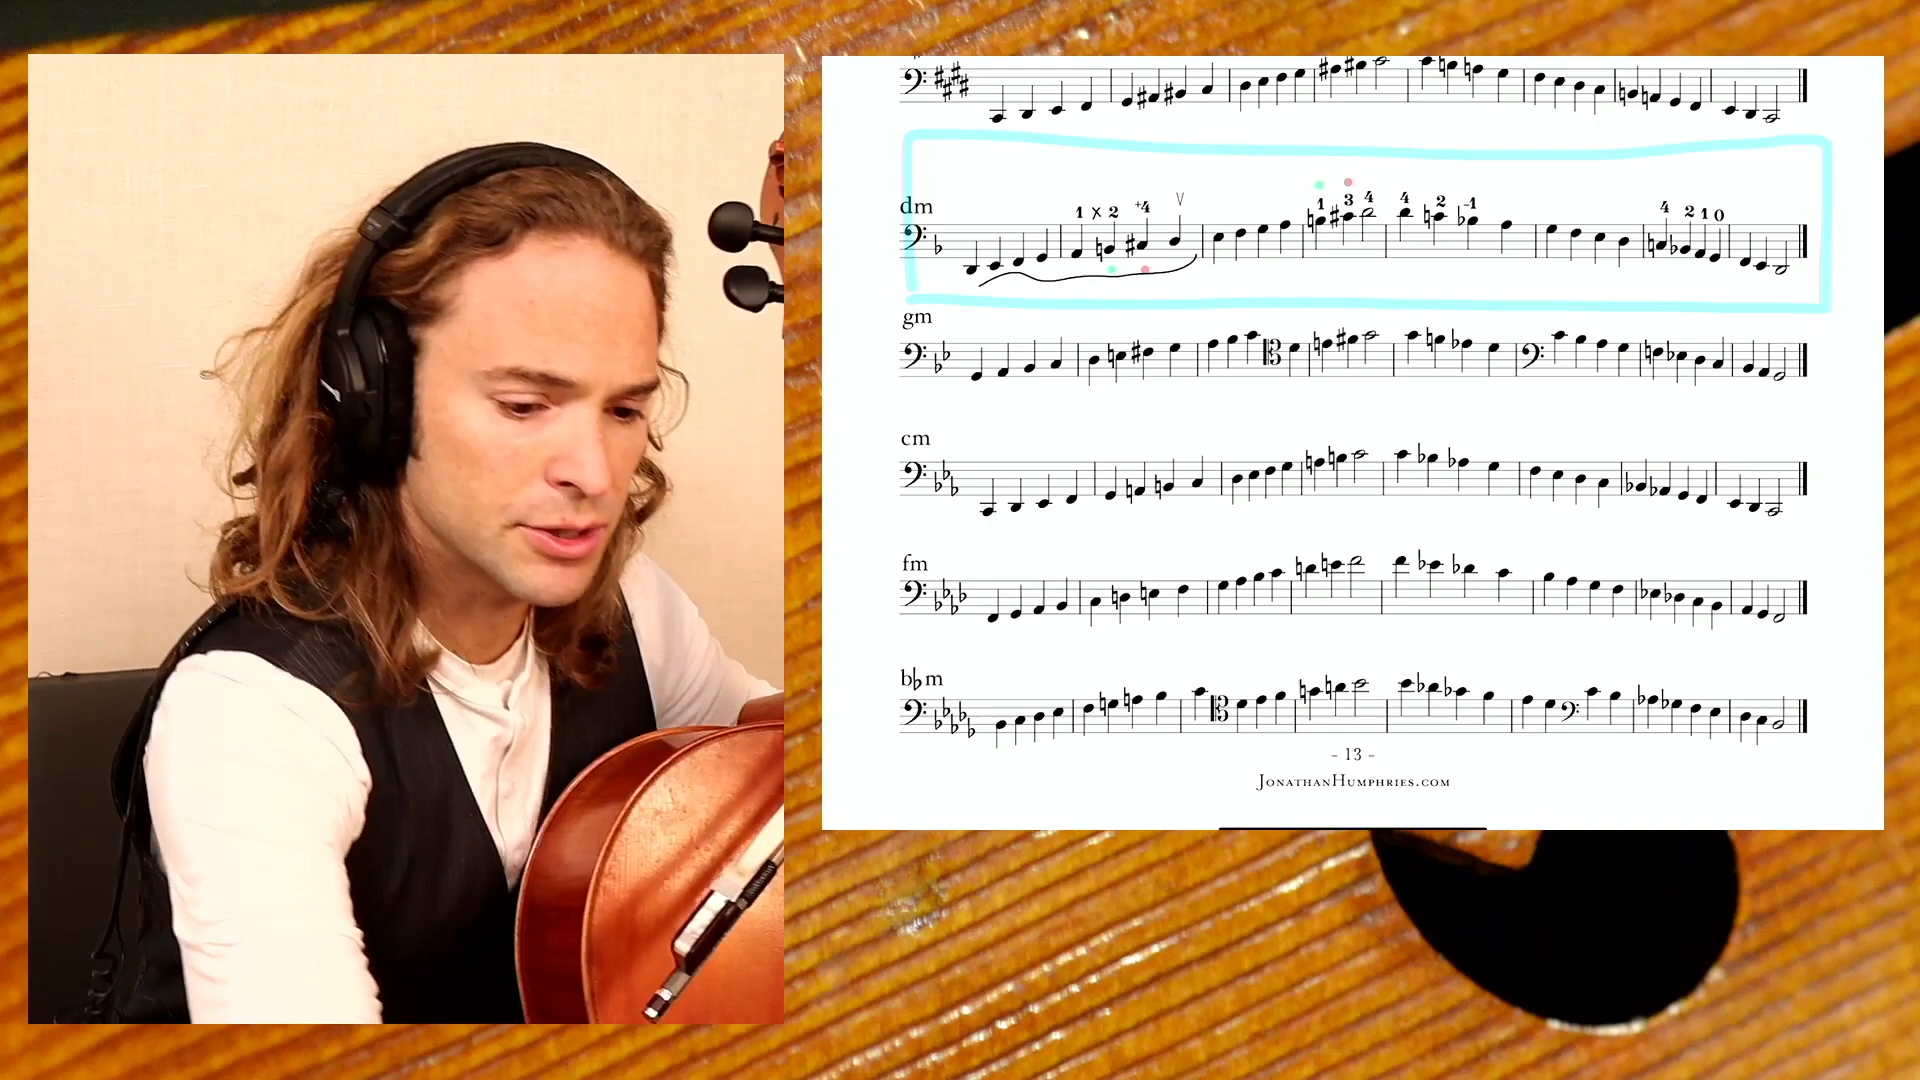 dm
1 x 2 +4 V 1 3 4 4 2 -1 4 2 1 0
gm
cm
fm
b♭m
- 13 -
JonathanHumphries.com